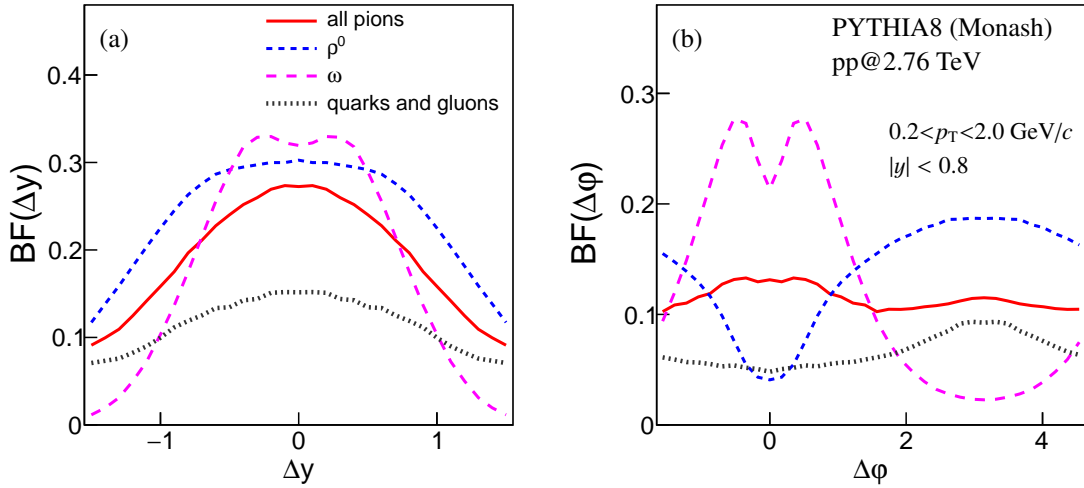 (a)
all pions
ρ⁰
ω
quarks and gluons
BF(Δy)
0.4
0.3
0.2
0.1
0
−1 0 1
Δy
(b)
PYTHIA8 (Monash)
pp@2.76 TeV
0.2<p_T<2.0 GeV/c
|y| < 0.8
BF(Δφ)
0.3
0.2
0.1
0
0 2 4
Δφ